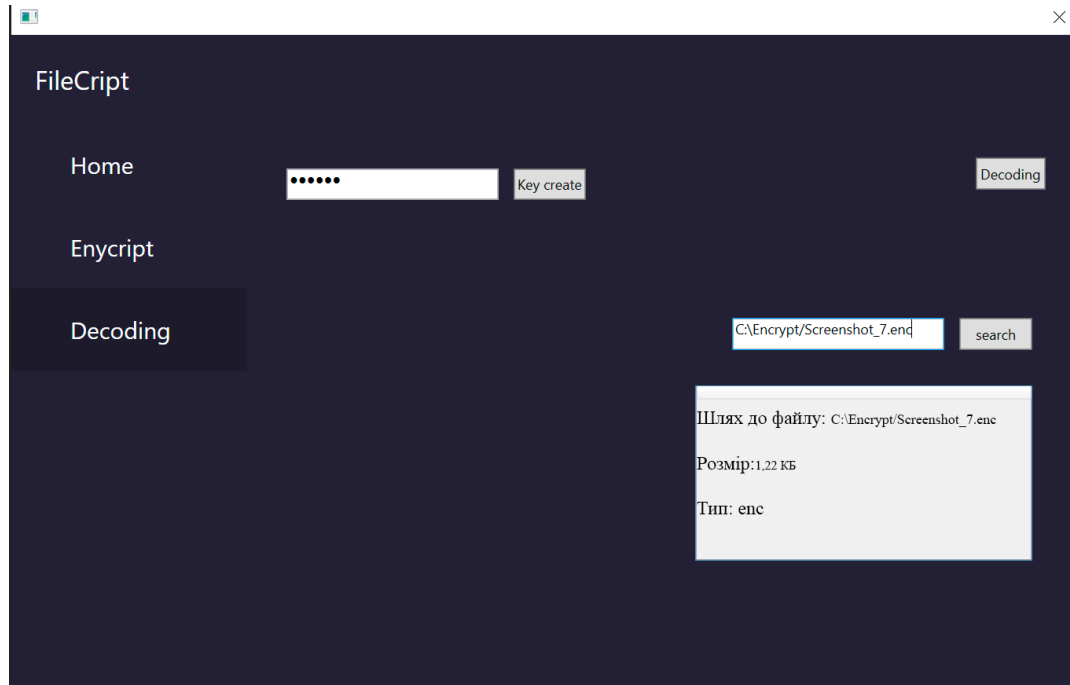 FileCript
Home
Enycript
Decoding
●●●●●●
Key create
Decoding
C:\Encrypt/Screenshot_7.enc
search
Шлях до файлу: C:\Encrypt/Screenshot_7.enc
Розмір:1,22 КБ
Тип: enc